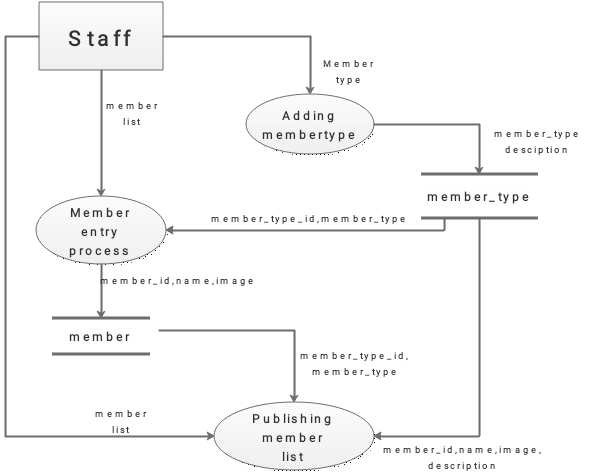 Staff
Member
type
member
list
Adding
membertype
member_type
desciption
member_type
member_type_id,member_type
Member
entry
process
member_id,name,image
member
member_type_id,
member_type
member
list
Publishing
member
list
member_id,name,image,
description